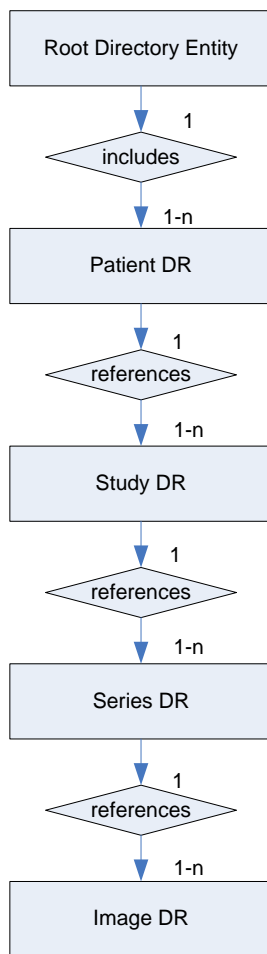 Root Directory Entity
1
includes
1-n
Patient DR
1
references
1-n
Study DR
1
references
1-n
Series DR
1
references
1-n
Image DR